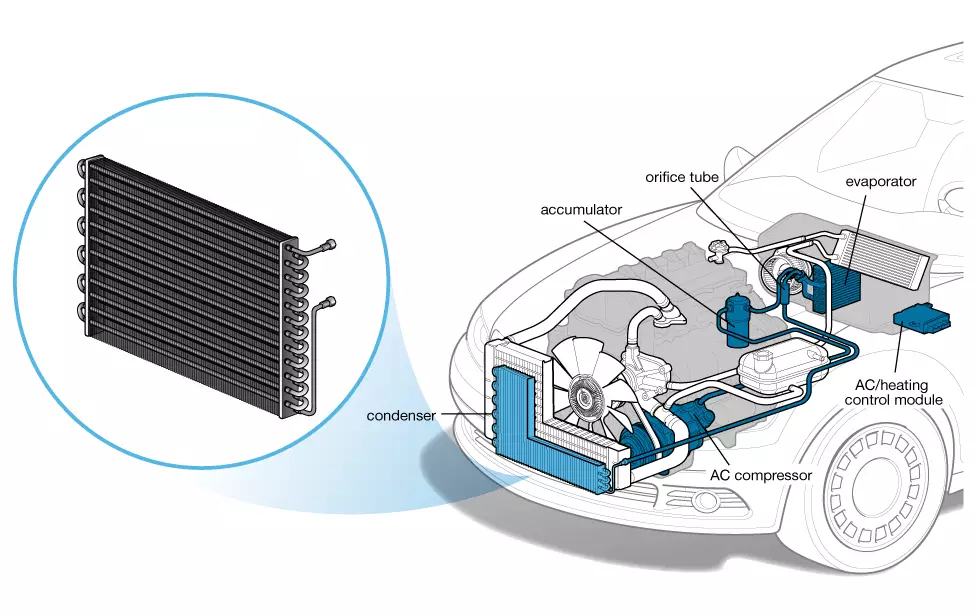 orifice tube
evaporator
accumulator
AC/heating
control module
condenser
AC compressor